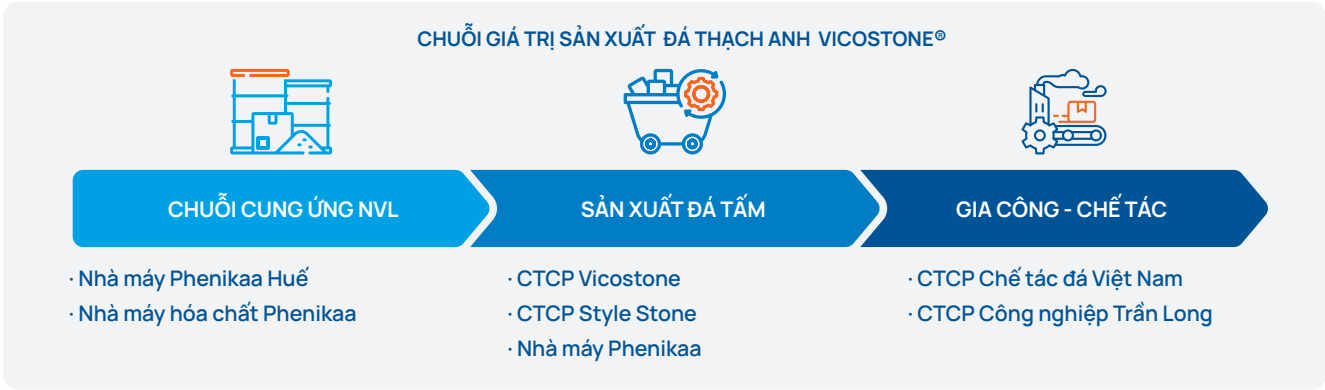 CHUỖI GIÁ TRỊ SẢN XUẤT ĐÁ THẠCH ANH VICOSTONE®
CHUỖI CUNG ỨNG NVL
SẢN XUẤT ĐÁ TẤM
GIA CÔNG - CHẾ TÁC
· Nhà máy Phenikaa Huế
· Nhà máy hóa chất Phenikaa
· CTCP Vicostone
· CTCP Style Stone
· Nhà máy Phenikaa
· CTCP Chế tác đá Việt Nam
· CTCP Công nghiệp Trần Long